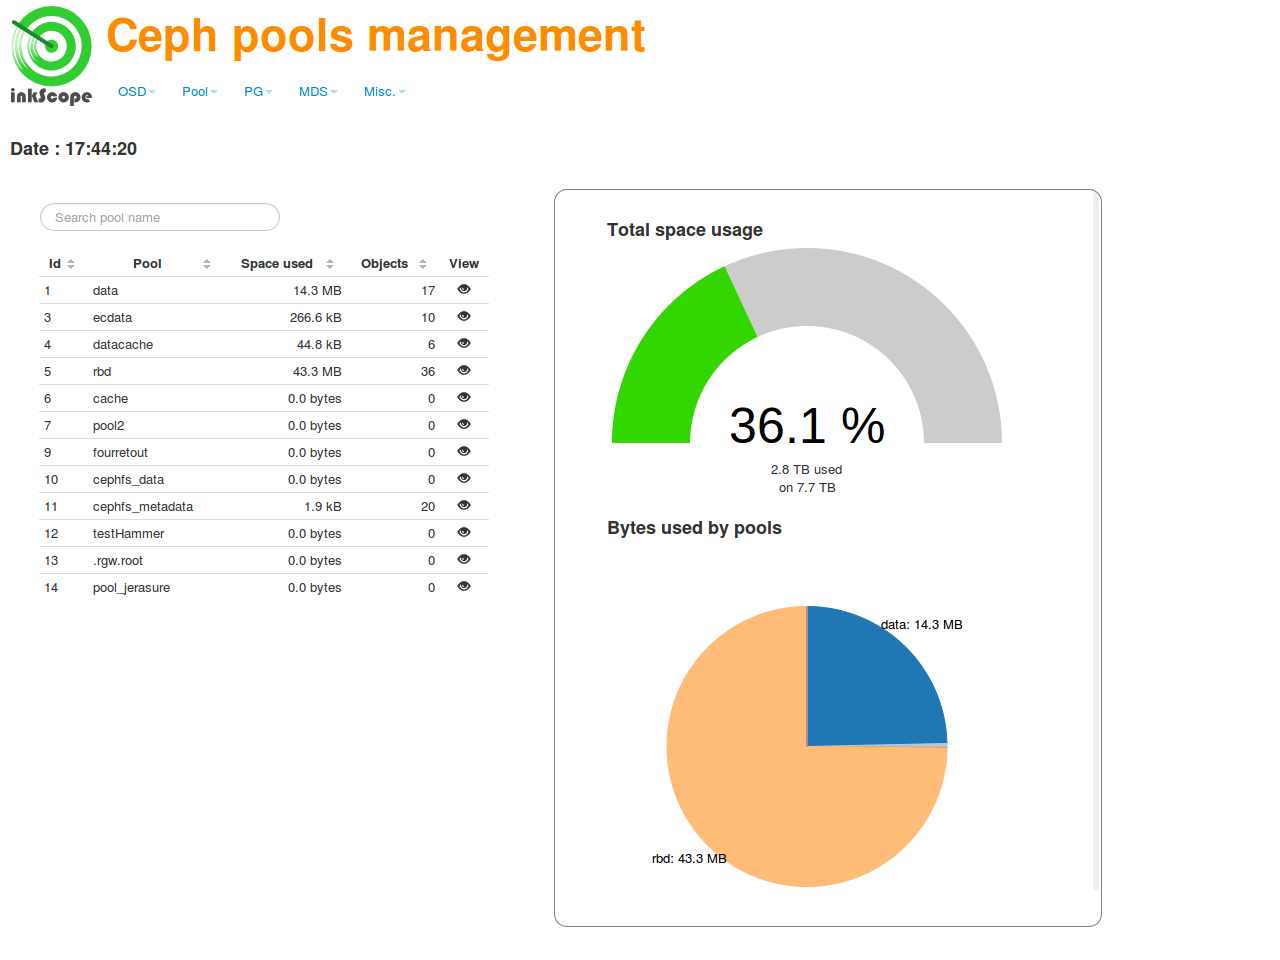 Ceph pools management
inkScope
OSD Pool PG MDS Misc.
Date : 17:44:20
Search pool name
Id Pool Space used Objects View
1 data 14.3 MB 17
3 ecdata 266.6 kB 10
4 datacache 44.8 kB 6
5 rbd 43.3 MB 36
6 cache 0.0 bytes 0
7 pool2 0.0 bytes 0
9 fourretout 0.0 bytes 0
10 cephfs_data 0.0 bytes 0
11 cephfs_metadata 1.9 kB 20
12 testHammer 0.0 bytes 0
13 .rgw.root 0.0 bytes 0
14 pool_jerasure 0.0 bytes 0
Total space usage
36.1 %
2.8 TB used
on 7.7 TB
Bytes used by pools
data: 14.3 MB
rbd: 43.3 MB